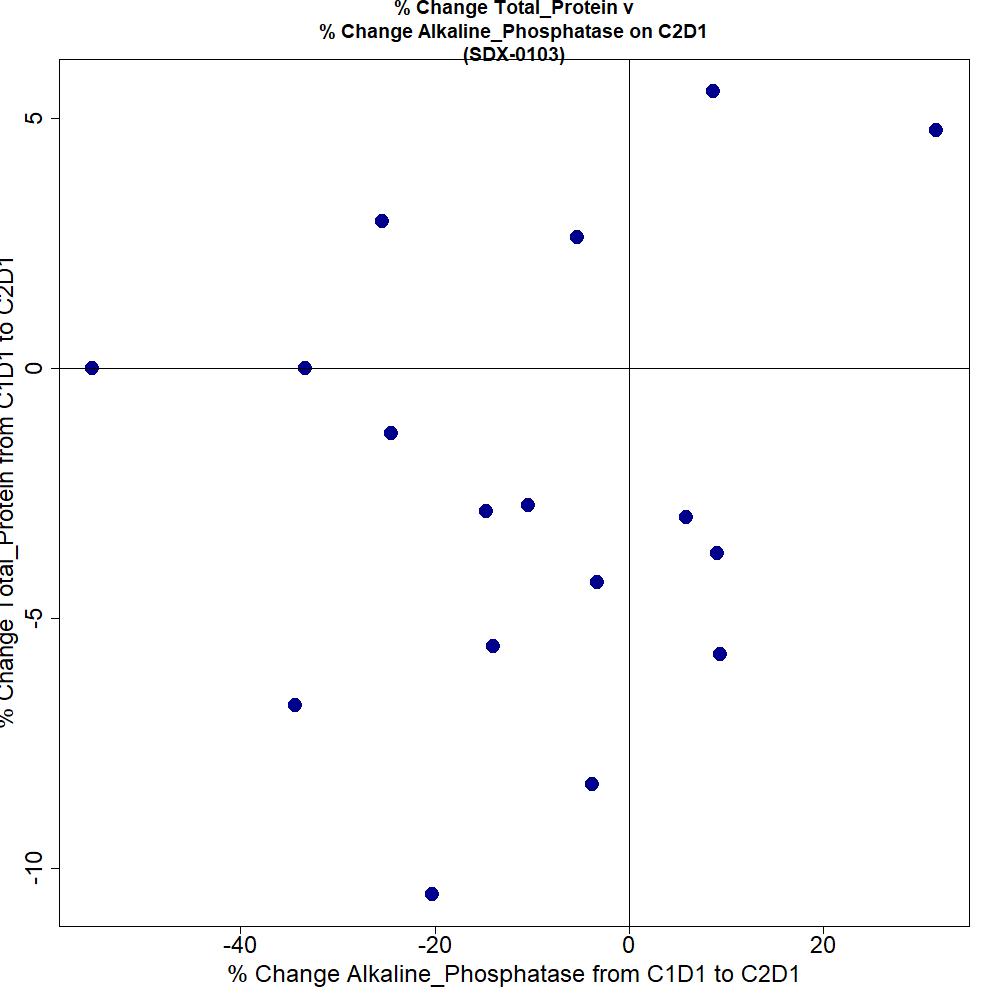 % Change Total_Protein v
% Change Alkaline_Phosphatase on C2D1
(SDX-0103)
% Change Total_Protein from C1D1 to C2D1
5
0
-5
-10
-40
-20
0
20
% Change Alkaline_Phosphatase from C1D1 to C2D1